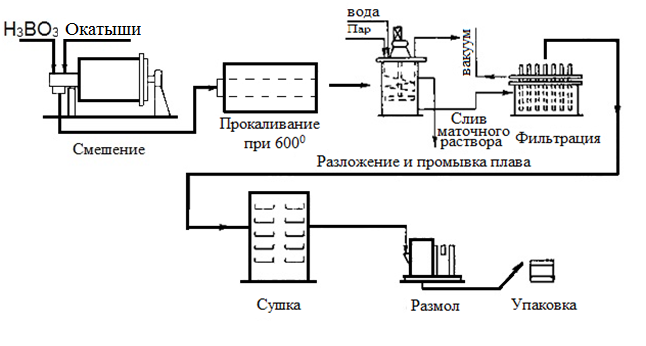 H₃BO₃ Окатыши
вода
Пар
вакуум
Смешение
Прокаливание
при 600⁰
Слив
маточного
раствора
Фильтрация
Разложение и промывка плава
Сушка
Размол
Упаковка